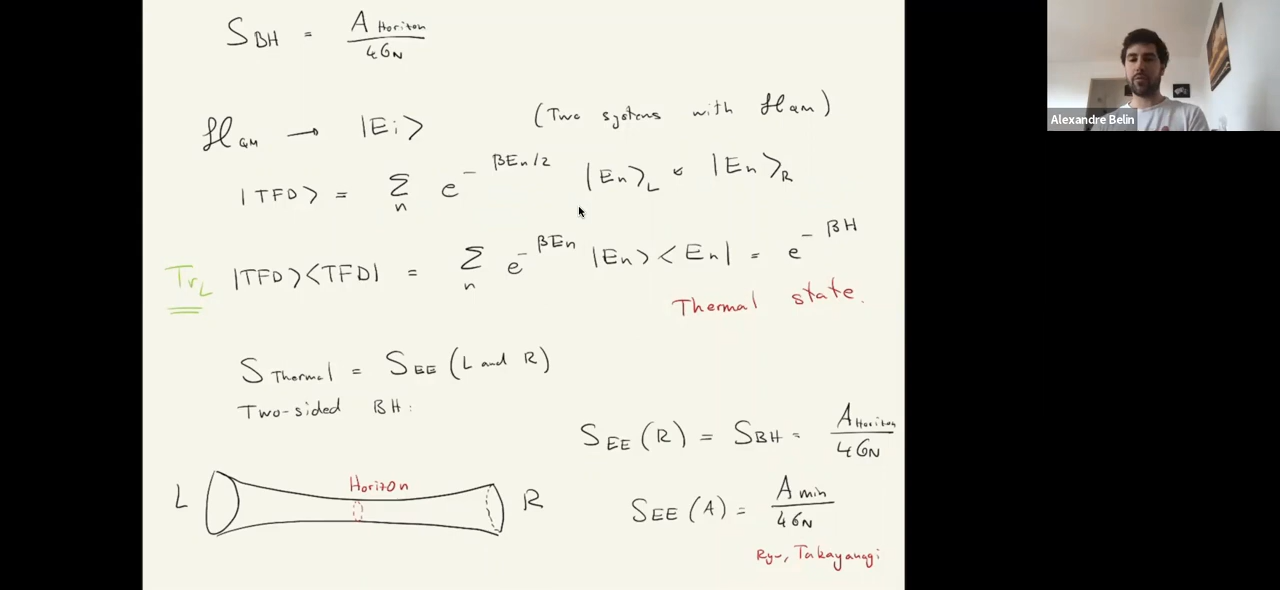 S_BH = A_Horizon / 4G_N
H_QM → |E_i> (Two systems with H_QM)
|TFD> = Σ_n e^{-βE_n/2} |E_n>_L ⊗ |E_n>_R
Tr_L |TFD><TFD| = Σ_n e^{-βE_n} |E_n><E_n| = e^{-βH}
Thermal state.
S_Thermal = S_EE (L and R)
Two-sided BH:
S_EE(R) = S_BH = A_Horizon / 4G_N
L Horizon R
S_EE(A) = A_min / 4G_N
Ryu, Takayanagi
Alexandre Belin